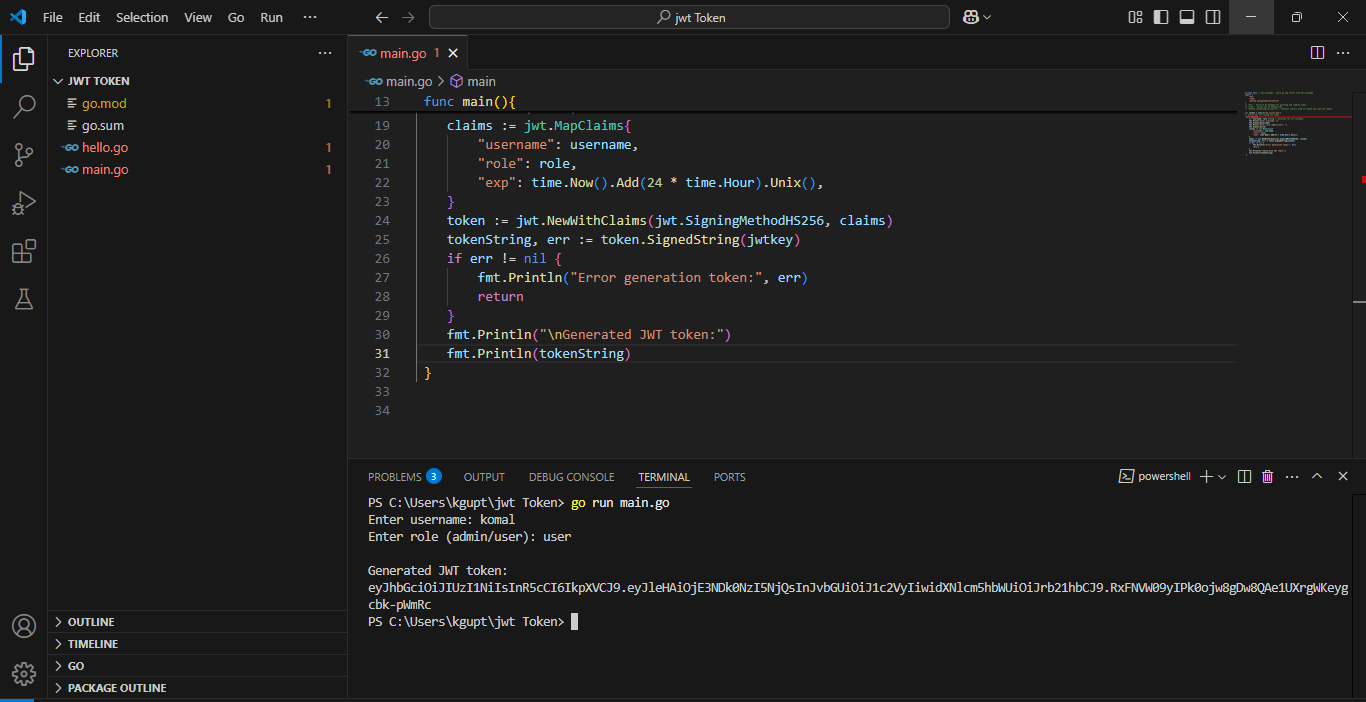 File Edit Selection View Go Run ···
jwt Token
EXPLORER ···
JWT TOKEN
go.mod 1
go.sum
hello.go 1
main.go 1
OUTLINE
TIMELINE
GO
PACKAGE OUTLINE
main.go 1
main.go > main
13 func main(){
19 claims := jwt.MapClaims{
20 "username": username,
21 "role": role,
22 "exp": time.Now().Add(24 * time.Hour).Unix(),
23 }
24 token := jwt.NewWithClaims(jwt.SigningMethodHS256, claims)
25 tokenString, err := token.SignedString(jwtkey)
26 if err != nil {
27 fmt.Println("Error generation token:", err)
28 return
29 }
30 fmt.Println("\nGenerated JWT token:")
31 fmt.Println(tokenString)
32 }
33
34
PROBLEMS 3 OUTPUT DEBUG CONSOLE TERMINAL PORTS
powershell
PS C:\Users\kgupt\jwt Token> go run main.go
Enter username: komal
Enter role (admin/user): user
Generated JWT token:
eyJhbGciOiJIUzI1NiIsInR5cCI6IkpXVCJ9.eyJleHAiOjE3NDk0NzI5NjQsInJvbGUiOiJ1c2VyIiwidXNlcm5hbWUiOiJrb21hbCJ9.RxFNVW09yIPk0ojw8gDw8QAe1UXrgWKeyg
cbk-pWmRc
PS C:\Users\kgupt\jwt Token>